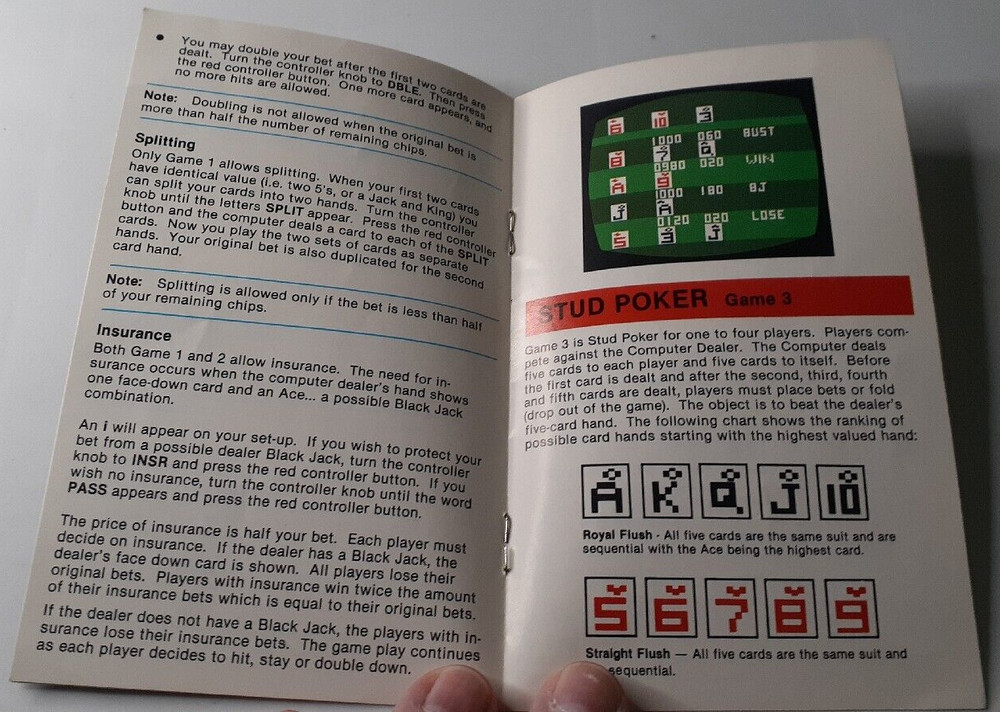 • You may double your bet after the first two cards are
dealt. Turn the controller knob to DBLE. Then press
the red controller button. One more card appears, and
no more hits are allowed.
Note: Doubling is not allowed when the original bet is
more than half the number of remaining chips.
Splitting
Only Game 1 allows splitting. When your first two cards
have identical value (i.e. two 5's, or a Jack and King) you
can split your cards into two hands. Turn the controller
knob until the letters SPLIT appear. Press the red controller
button and the computer deals a card to each of the SPLIT
cards. Now you play the two sets of cards as separate
hands. Your original bet is also duplicated for the second
card hand.
Note: Splitting is allowed only if the bet is less than half
of your remaining chips.
Insurance
Both Game 1 and 2 allow insurance. The need for in-
surance occurs when the computer dealer's hand shows
one face-down card and an Ace... a possible Black Jack
combination.
An i will appear on your set-up. If you wish to protect your
bet from a possible dealer Black Jack, turn the controller
knob to INSR and press the red controller button. If you
wish no insurance, turn the controller knob until the word
PASS appears and press the red controller button.
The price of insurance is half your bet. Each player must
decide on insurance. If the dealer has a Black Jack, the
dealer's face down card is shown. All players lose their
original bets. Players with insurance win twice the amount
of their insurance bets which is equal to their original bets.
If the dealer does not have a Black Jack, the players with in-
surance lose their insurance bets. The game play continues
as each player decides to hit, stay or double down.
6 10 3
1000 060 BUST
8 7 Q
0980 020 WIN
A 9
1000 180 BJ
J A
0120 020 LOSE
5 3 J
STUD POKER Game 3
Game 3 is Stud Poker for one to four players. Players com-
pete against the Computer Dealer. The Computer deals
five cards to each player and five cards to itself. Before
the first card is dealt and after the second, third, fourth
and fifth cards are dealt, players must place bets or fold
(drop out of the game). The object is to beat the dealer's
five-card hand. The following chart shows the ranking of
possible card hands starting with the highest valued hand:
A K Q J 10
Royal Flush - All five cards are the same suit and are
sequential with the Ace being the highest card.
5 6 7 8 9
Straight Flush — All five cards are the same suit and
sequential.